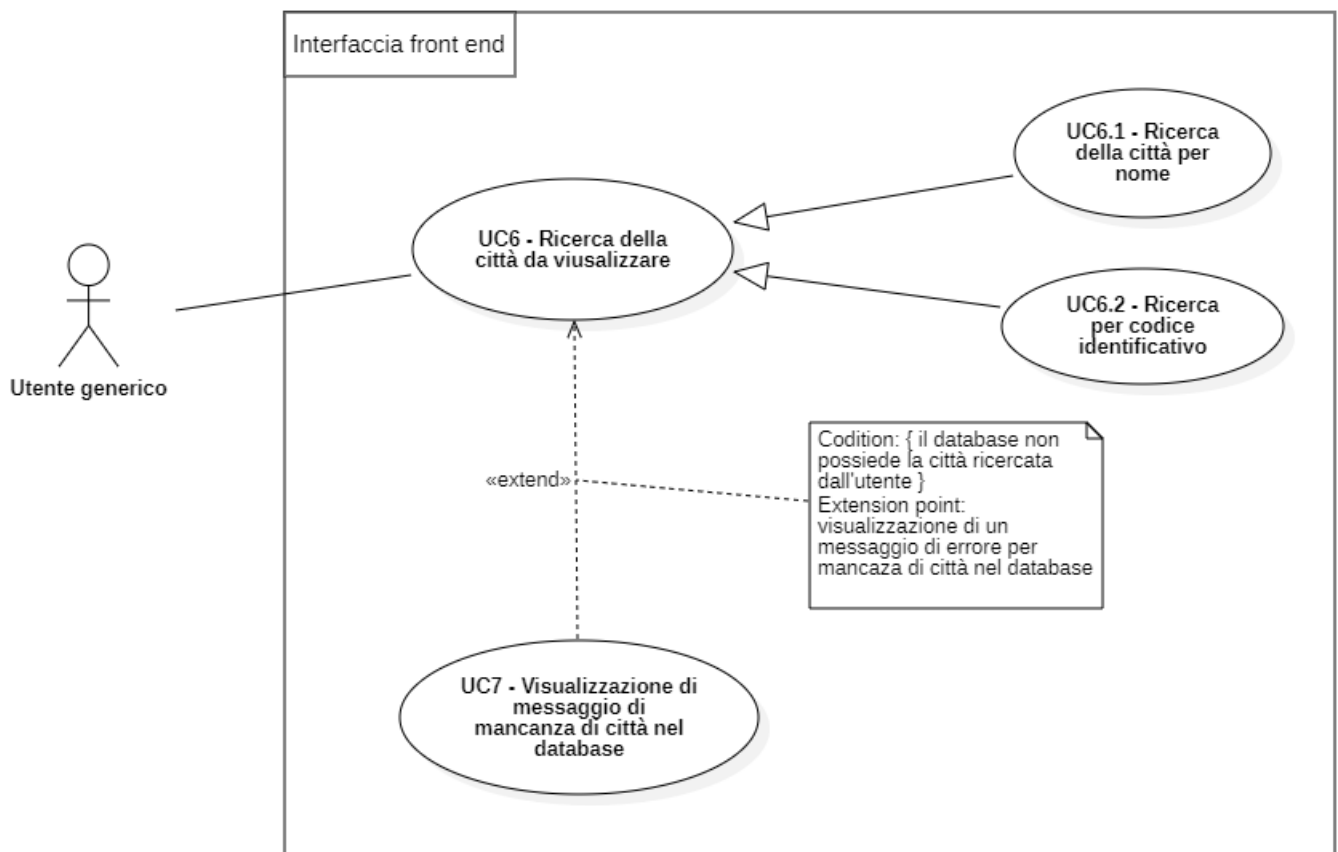 Interfaccia front end
UC6.1 - Ricerca
della città per
nome
UC6 - Ricerca della
città da viusalizzare
UC6.2 - Ricerca
per codice
identificativo
Utente generico
Codition: { il database non
possiede la città ricercata
dall'utente }
Extension point:
visualizzazione di un
messaggio di errore per
mancaza di città nel database
«extend»
UC7 - Visualizzazione di
messaggio di
mancanza di città nel
database